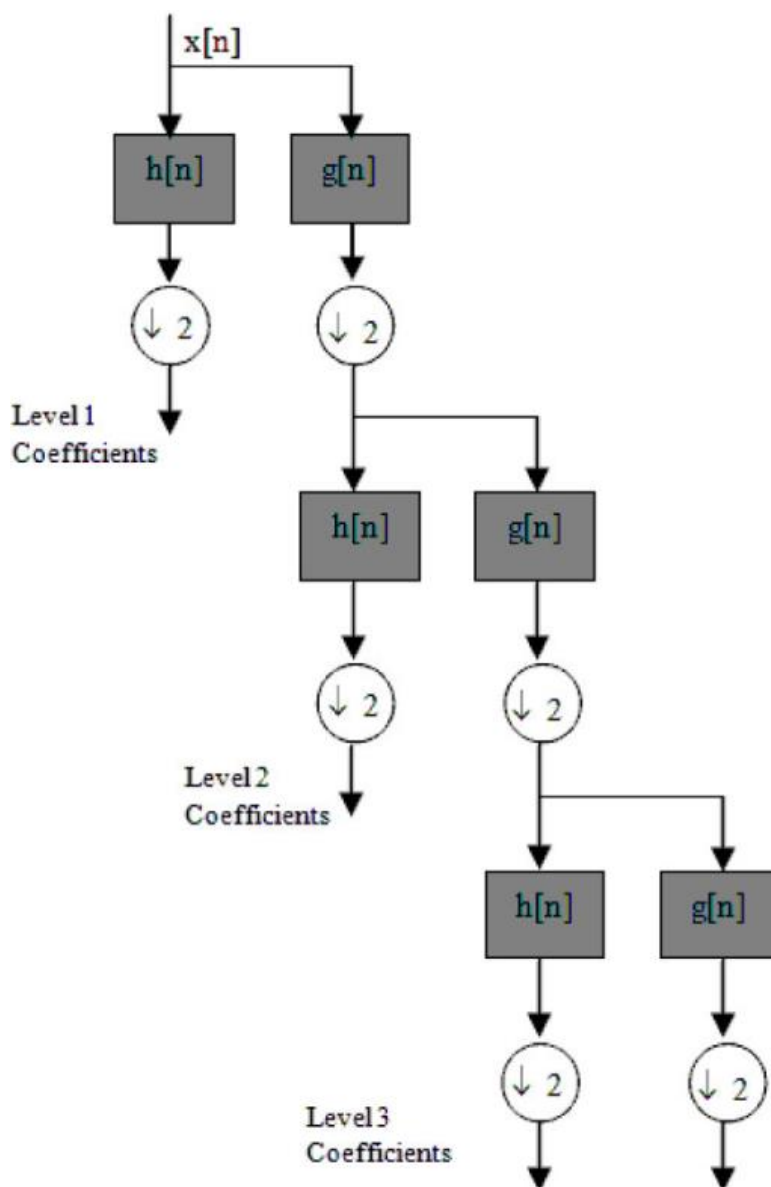 x[n]
h[n] g[n]
↓ 2 ↓ 2
Level 1
Coefficients
h[n] g[n]
↓ 2 ↓ 2
Level 2
Coefficients
h[n] g[n]
↓ 2 ↓ 2
Level 3
Coefficients